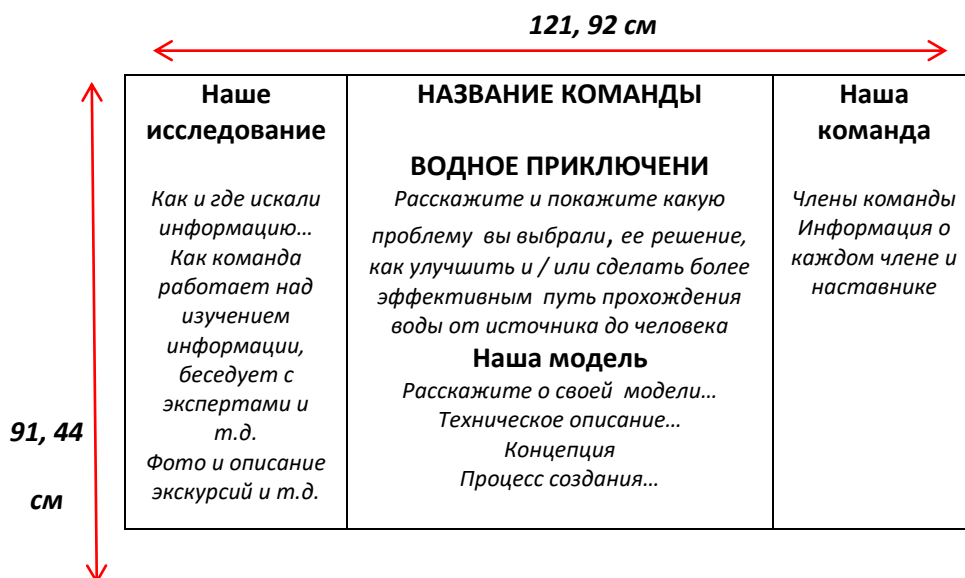 121, 92 см
Наше
исследование
Как и где искали
информацию…
Как команда
работает над
изучением
информации,
беседует с
экспертами и
т.д.
Фото и описание
экскурсий и т.д.
НАЗВАНИЕ КОМАНДЫ
ВОДНОЕ ПРИКЛЮЧЕНИ
Расскажите и покажите какую
проблему вы выбрали, ее решение,
как улучшить и / или сделать более
эффективным путь прохождения
воды от источника до человека
Наша модель
Расскажите о своей модели…
Техническое описание…
Концепция
Процесс создания…
Наша
команда
Члены команды
Информация о
каждом члене и
наставнике
91, 44
см